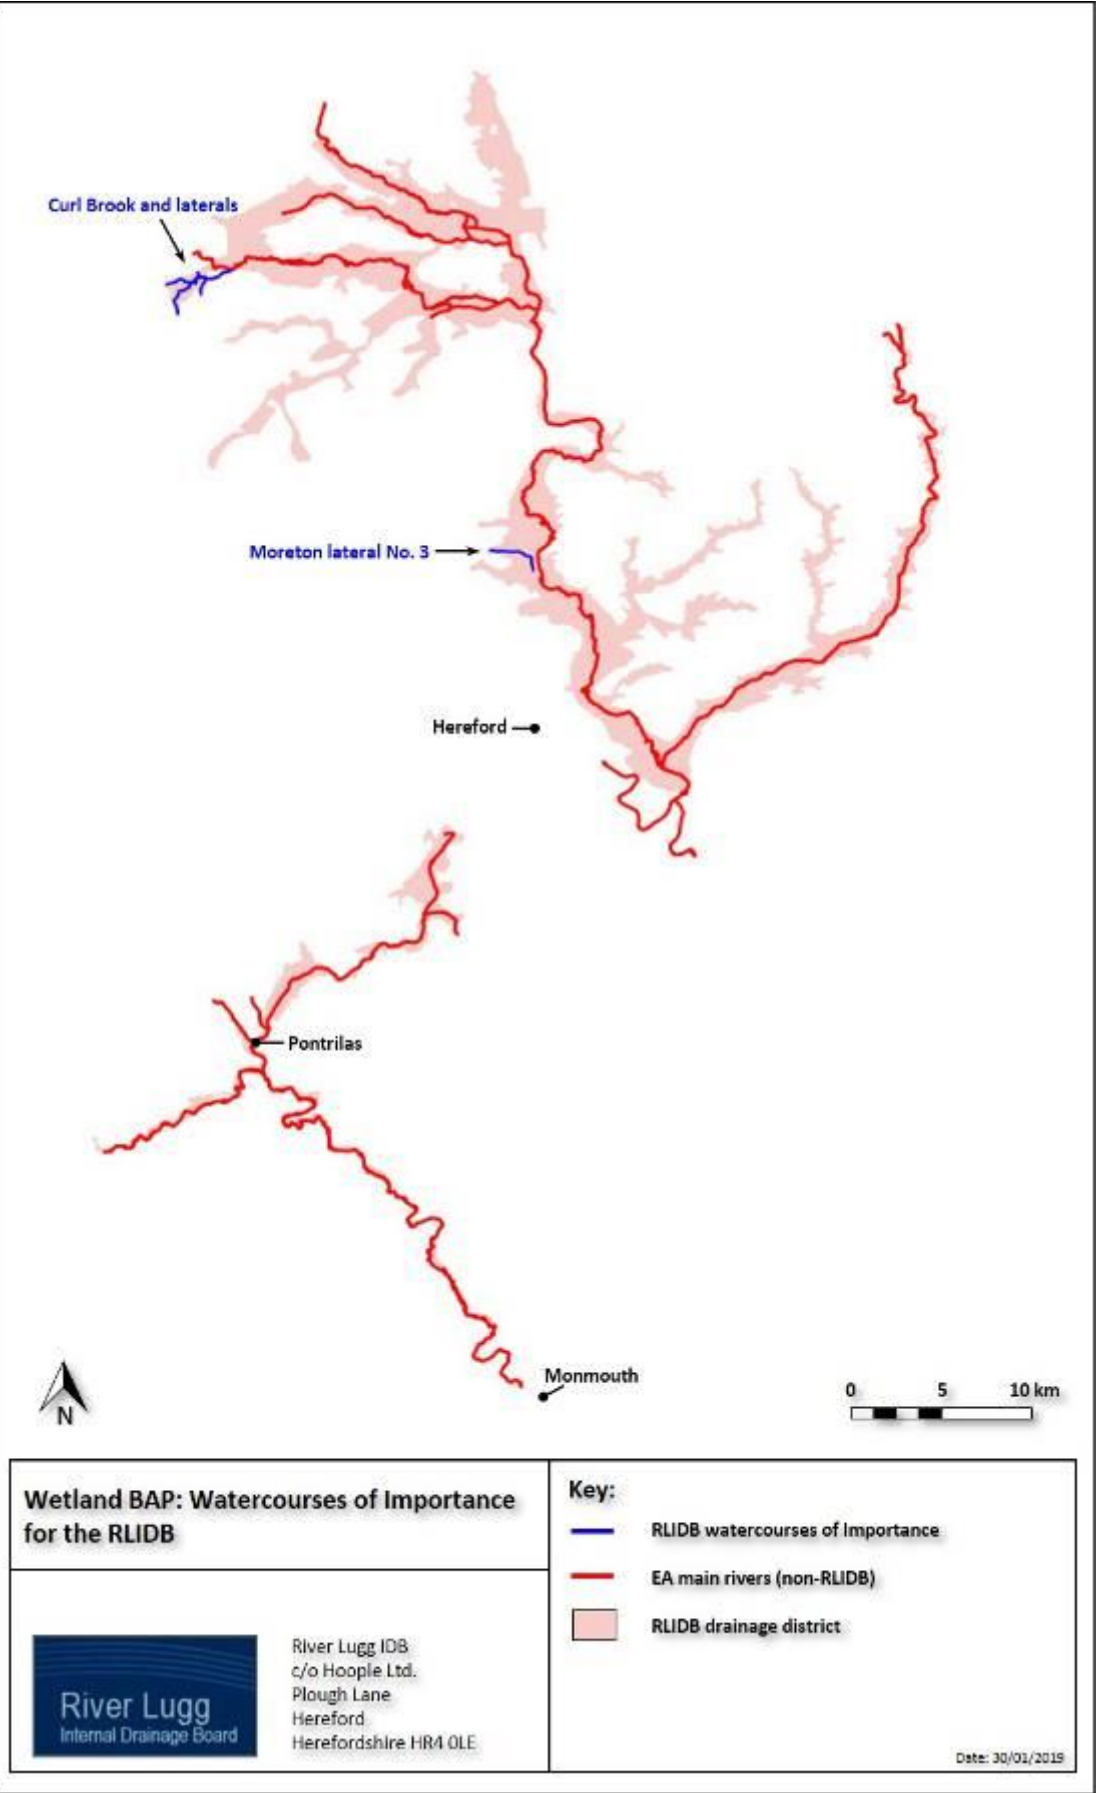 Curl Brook and laterals
Moreton lateral No. 3
Hereford
Pontrilas
Monmouth
N
0 5 10 km
Wetland BAP: Watercourses of Importance
for the RLIDB
Key:
RLIDB watercourses of Importance
EA main rivers (non-RLIDB)
RLIDB drainage district
River Lugg
Internal Drainage Board
River Lugg IDB
c/o Hoople Ltd.
Plough Lane
Hereford
Herefordshire HR4 0LE
Date: 30/01/2019